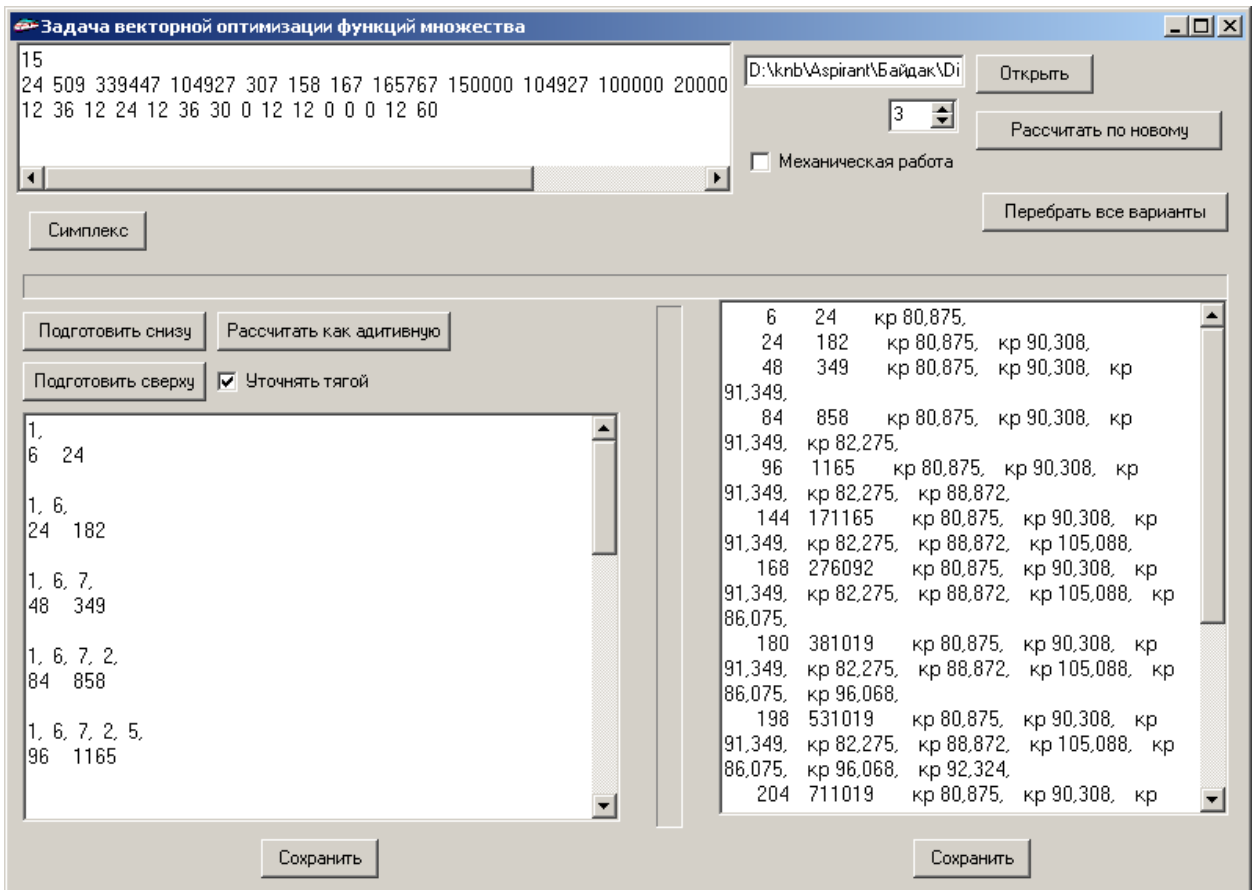 Задача векторной оптимизации функций множества
15
24 509 339447 104927 307 158 167 165767 150000 104927 100000 20000
12 36 12 24 12 36 30 0 12 12 0 0 0 12 60
D:\knb\Aspirant\Байдак\Di
Открыть
3
Рассчитать по новому
Механическая работа
Перебрать все варианты
Симплекс
Подготовить снизу
Рассчитать как адитивную
Подготовить сверху
Уточнять тягой
1,
6 24
1, 6,
24 182
1, 6, 7,
48 349
1, 6, 7, 2,
84 858
1, 6, 7, 2, 5,
96 1165
Сохранить
6 24 кр 80,875,
24 182 кр 80,875, кр 90,308,
48 349 кр 80,875, кр 90,308, кр
91,349,
84 858 кр 80,875, кр 90,308, кр
91,349, кр 82,275,
96 1165 кр 80,875, кр 90,308, кр
91,349, кр 82,275, кр 88,872,
144 171165 кр 80,875, кр 90,308, кр
91,349, кр 82,275, кр 88,872, кр 105,088,
168 276092 кр 80,875, кр 90,308, кр
91,349, кр 82,275, кр 88,872, кр 105,088, кр
86,075,
180 381019 кр 80,875, кр 90,308, кр
91,349, кр 82,275, кр 88,872, кр 105,088, кр
86,075, кр 96,068,
198 531019 кр 80,875, кр 90,308, кр
91,349, кр 82,275, кр 88,872, кр 105,088, кр
86,075, кр 96,068, кр 92,324,
204 711019 кр 80,875, кр 90,308, кр
Сохранить